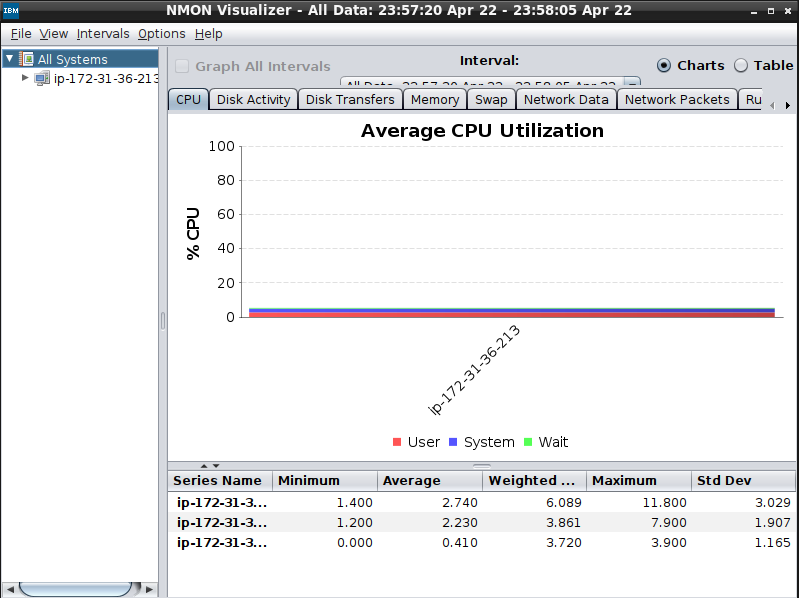 IBM NMON Visualizer - All Data: 23:57:20 Apr 22 - 23:58:05 Apr 22
File View Intervals Options Help
All Systems
ip-172-31-36-213
Graph All Intervals
Interval:
All Data: 23:57:20 Apr 22 - 23:58:05 Apr 22
Charts
Table
CPU Disk Activity Disk Transfers Memory Swap Network Data Network Packets Ru
Average CPU Utilization
% CPU
100
80
60
40
20
0
ip-172-31-36-213
User System Wait
Series Name Minimum Average Weighted ... Maximum Std Dev
ip-172-31-3... 1.400 2.740 6.089 11.800 3.029
ip-172-31-3... 1.200 2.230 3.861 7.900 1.907
ip-172-31-3... 0.000 0.410 3.720 3.900 1.165